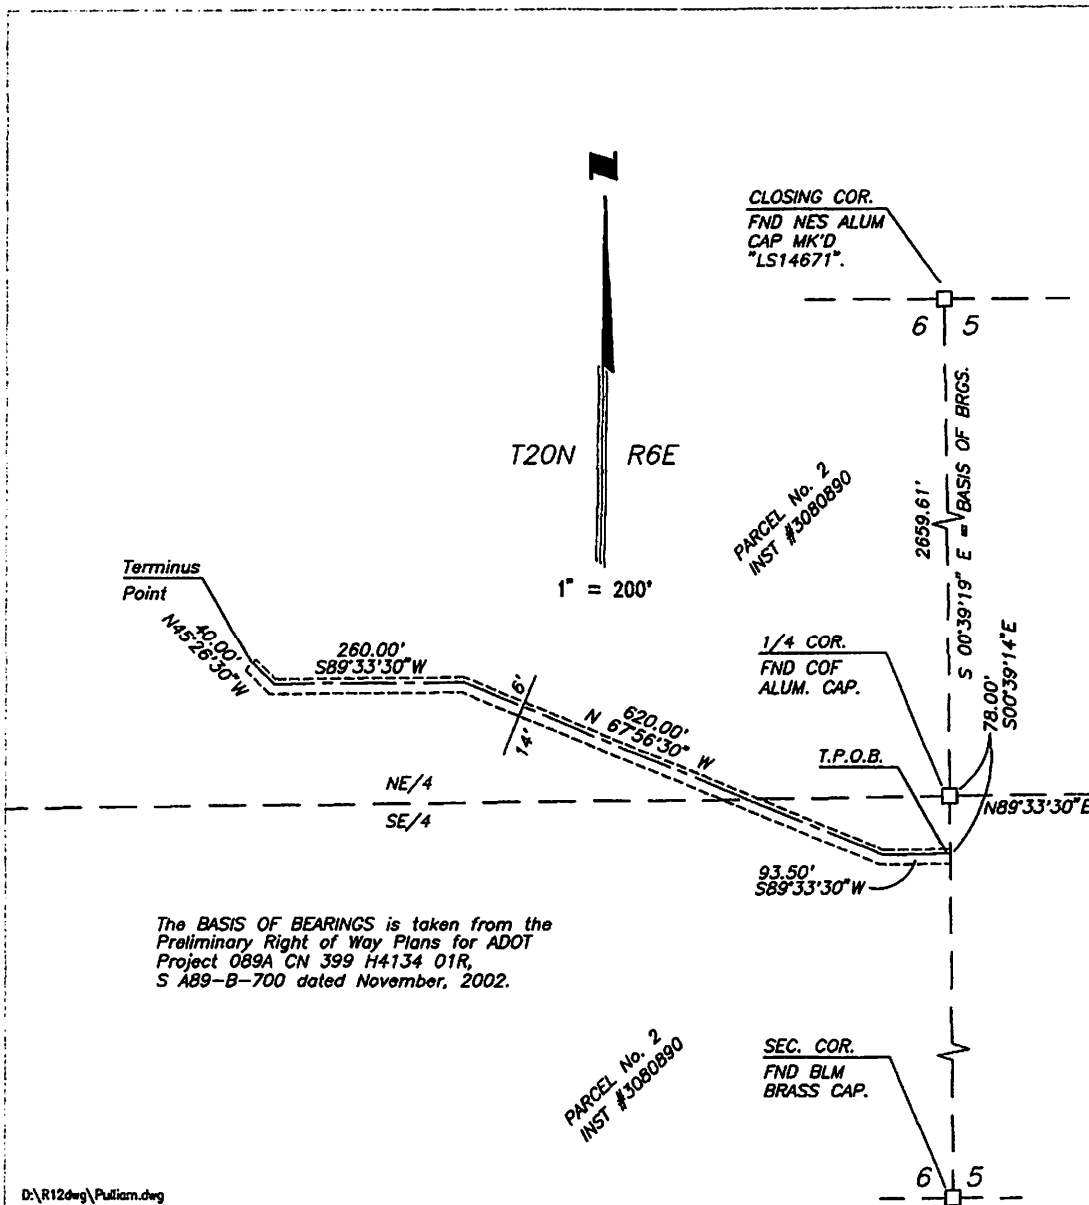 CLOSING COR.
FND NES ALUM
CAP MK'D
"LS14671".
6 5
T20N R6E
1" = 200'
PARCEL No. 2
INST #3080890
2659.61'
S 00°39'19" E = BASIS OF BRGS.
Terminus
Point
40.00'
N45°26'30"W
260.00'
S89°33'30"W
6'
14'
620.00'
N 67°56'30" W
1/4 COR.
FND COF
ALUM. CAP.
78.00'
S00°39'14"E
T.P.O.B.
N89°33'30"E
NE/4
SE/4
93.50'
S89°33'30"W
The BASIS OF BEARINGS is taken from the
Preliminary Right of Way Plans for ADOT
Project 089A CN 399 H4134 01R,
S A89-B-700 dated November, 2002.
PARCEL No. 2
INST #3080890
SEC. COR.
FND BLM
BRASS CAP.
6 5
D:\R12dwg\Pulliam.dwg